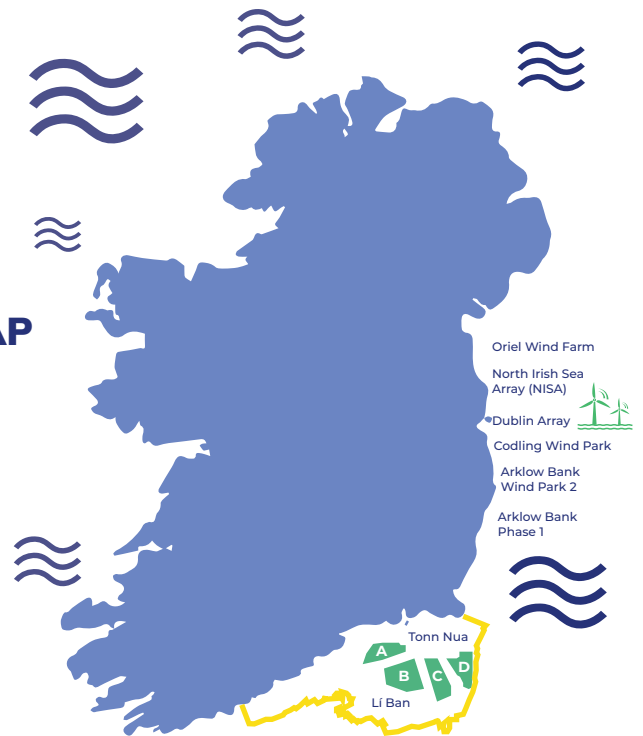 AP
Oriel Wind Farm
North Irish Sea
Array (NISA)
Dublin Array
Codling Wind Park
Arklow Bank
Wind Park 2
Arklow Bank
Phase 1
Tonn Nua
A
B
C
D
Lí Ban